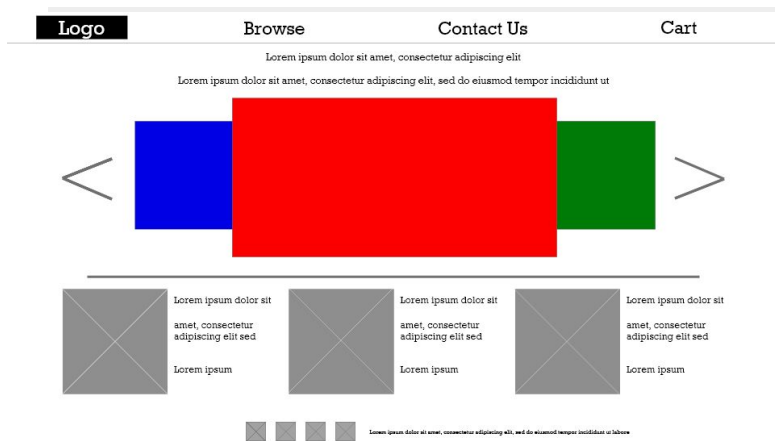 Logo Browse Contact Us Cart
Lorem ipsum dolor sit amet, consectetur adipiscing elit
Lorem ipsum dolor sit amet, consectetur adipiscing elit, sed do eiusmod tempor incididunt ut
Lorem ipsum dolor sit
amet, consectetur
adipiscing elit sed
Lorem ipsum
Lorem ipsum dolor sit
amet, consectetur
adipiscing elit sed
Lorem ipsum
Lorem ipsum dolor sit
amet, consectetur
adipiscing elit sed
Lorem ipsum
Lorem ipsum dolor sit amet, consectetur adipiscing elit, sed do eiusmod tempor incididunt ut labore